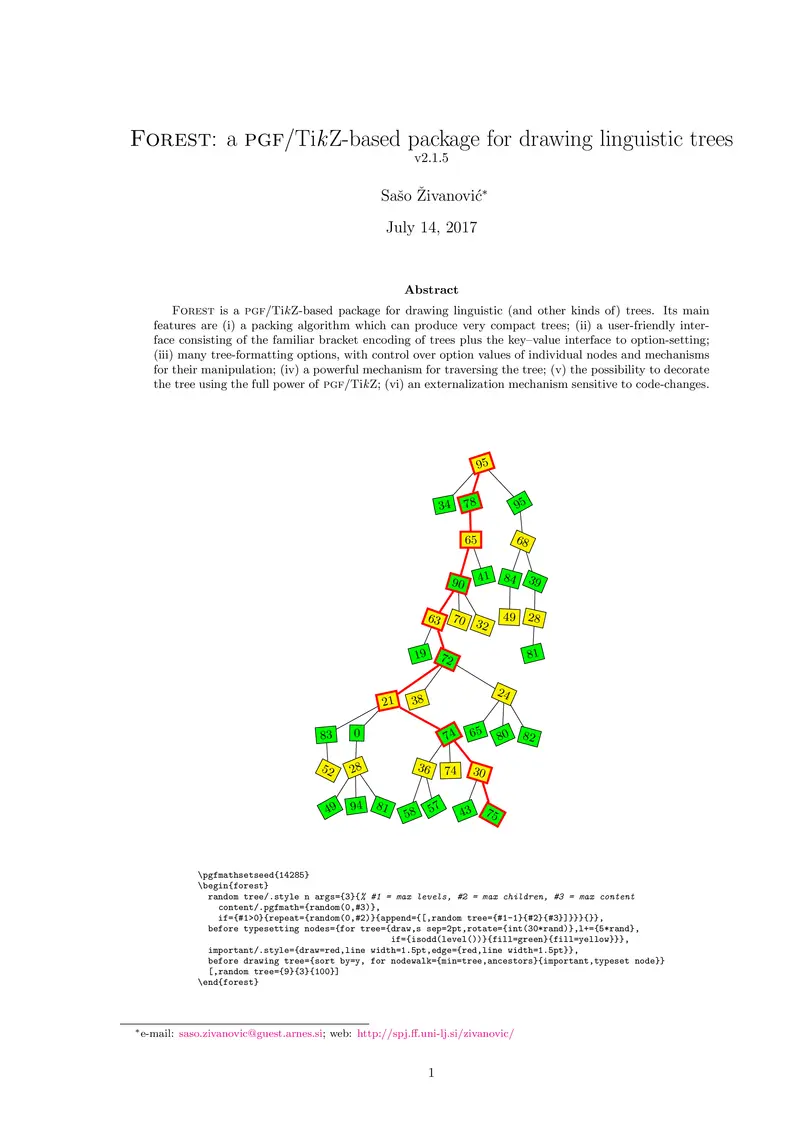 Forest: a pgf/TikZ-based package for drawing linguistic trees
v2.1.5
Sašo Živanović*
July 14, 2017
Abstract
Forest is a pgf/TikZ-based package for drawing linguistic (and other kinds of) trees. Its main
features are (i) a packing algorithm which can produce very compact trees; (ii) a user-friendly inter-
face consisting of the familiar bracket encoding of trees plus the key–value interface to option-setting;
(iii) many tree-formatting options, with control over option values of individual nodes and mechanisms
for their manipulation; (iv) a powerful mechanism for traversing the tree; (v) the possibility to decorate
the tree using the full power of pgf/TikZ; (vi) an externalization mechanism sensitive to code-changes.
95
34 78 95
65 68
90 41 84 39
63 70 32 49 28
19 72 81
21 38 24
83 0 74 65 80 82
52 28 36 74 30
49 94 81 58 57 43 75
\pgfmathsetseed{14285}
\begin{forest}
random tree/.style n args={3}{% #1 = max levels, #2 = max children, #3 = max content
content/.pgfmath={random(0,#3)},
if={#1>0}{repeat={random(0,#2)}{append={[,random tree={#1-1}{#2}{#3}]}}}{}},
before typesetting nodes={for tree={draw,s sep=2pt,rotate={int(30*rand)},l+={5*rand},
if={isodd(level())}{fill=green}{fill=yellow}}},
important/.style={draw=red,line width=1.5pt,edge={red,line width=1.5pt}},
before drawing tree={sort by=y, for nodewalk={min=tree,ancestors}{important,typeset node}}
[,random tree={9}{3}{100}]
\end{forest}
*e-mail: saso.zivanovic@guest.arnes.si; web: http://spj.ff.uni-lj.si/zivanovic/
1